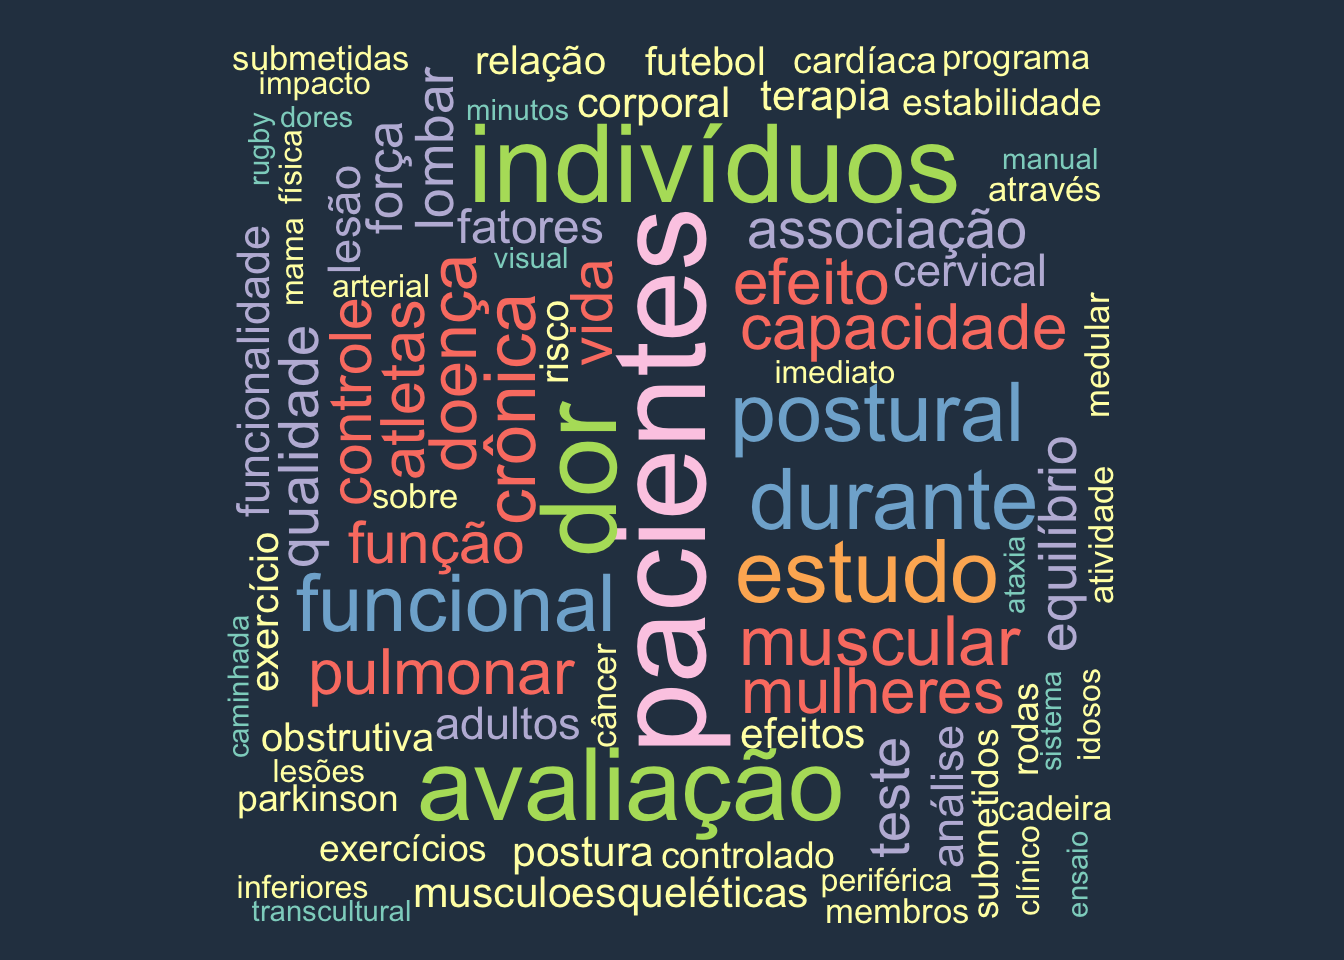 submetidas
relação
futebol
cardíaca
programa
impacto
minutos
corporal
terapia
estabilidade
rugby
dores
física
força
lombar
indivíduos
manual
através
lesão
mama
fatores
associação
visual
cervical
funcionalidade
arterial
doença
vida
pacientes
efeito
capacidade
qualidade
controle
atletas
crônica
risco
imediato
medular
postural
dor
sobre
durante
equilíbrio
atividade
função
estudo
ataxia
exercício
funcional
muscular
caminhada
pulmonar
câncer
mulheres
rodas
sistema
idosos
obstrutiva
adultos
efeitos
lesões
avaliação
teste
análise
submetidos
parkinson
cadeira
exercícios
postura
controlado
clínico
ensaio
inferiores
musculoesqueléticas
periférica
transcultural
membros